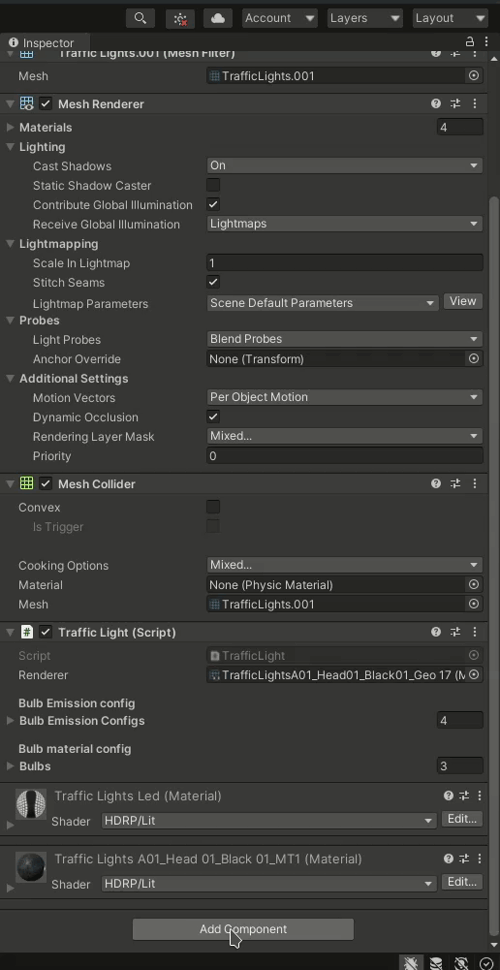 Account Layers Layout
Inspector
Traffic Lights.001 (Mesh Filter)
Mesh TrafficLights.001
Mesh Renderer
Materials 4
Lighting
Cast Shadows On
Static Shadow Caster
Contribute Global Illumination
Receive Global Illumination Lightmaps
Lightmapping
Scale In Lightmap 1
Stitch Seams
Lightmap Parameters Scene Default Parameters View
Probes
Light Probes Blend Probes
Anchor Override None (Transform)
Additional Settings
Motion Vectors Per Object Motion
Dynamic Occlusion
Rendering Layer Mask Mixed...
Priority 0
Mesh Collider
Convex
Is Trigger
Cooking Options Mixed...
Material None (Physic Material)
Mesh TrafficLights.001
Traffic Light (Script)
Script TrafficLight
Renderer TrafficLightsA01_Head01_Black01_Geo 17 (M
Bulb Emission config
Bulb Emission Configs 4
Bulb material config
Bulbs 3
Traffic Lights Led (Material)
Shader HDRP/Lit Edit...
Traffic Lights A01_Head 01_Black 01_MT1 (Material)
Shader HDRP/Lit Edit...
Add Component